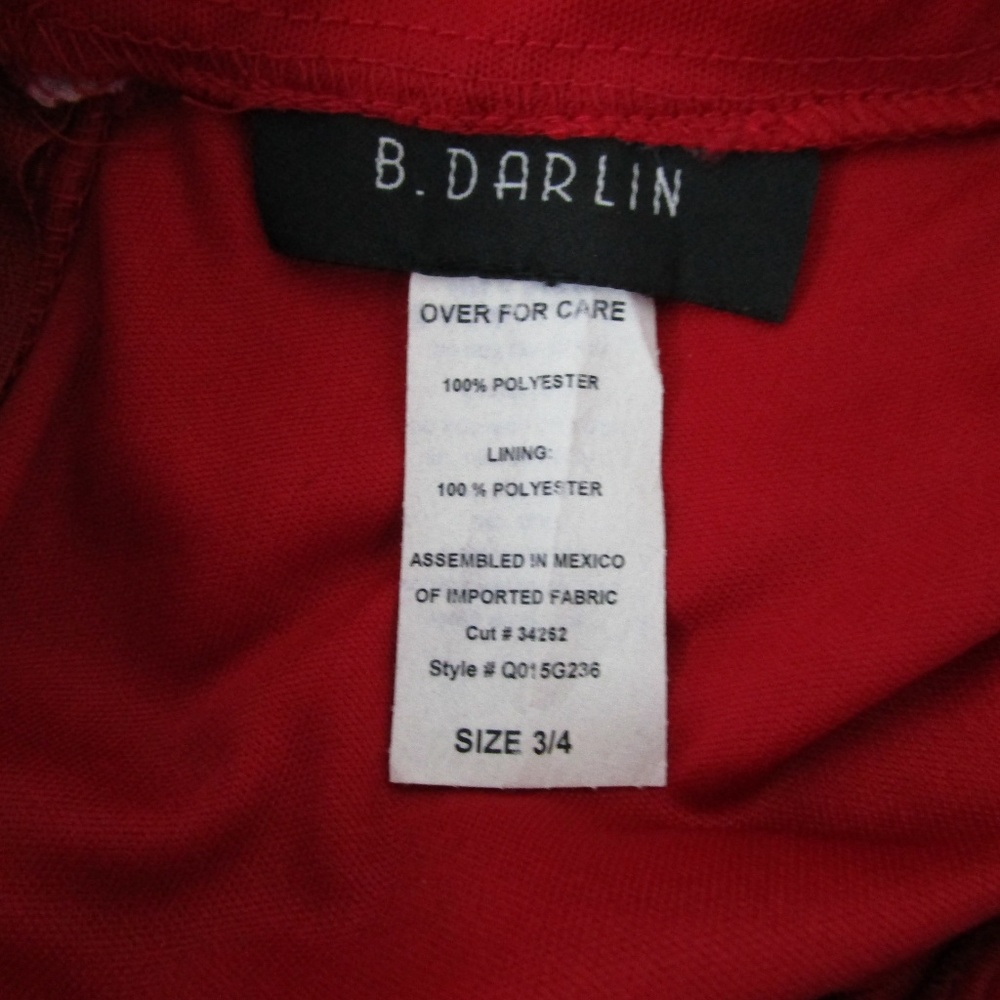 B. DARLIN
OVER FOR CARE
100% POLYESTER
LINING:
100 % POLYESTER
ASSEMBLED IN MEXICO
OF IMPORTED FABRIC
Cut # 34262
Style # Q015G236
SIZE 3/4